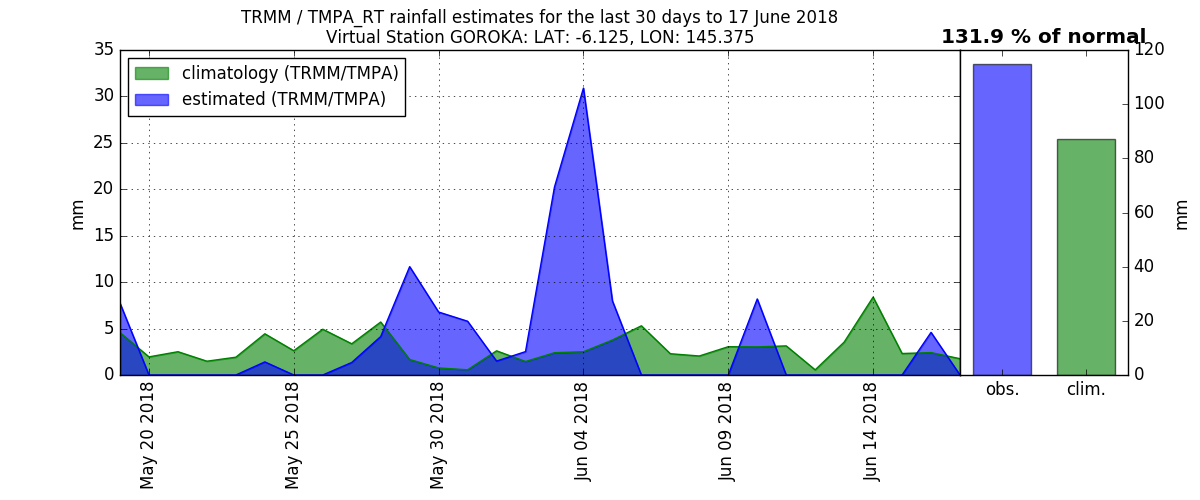 TRMM / TMPA_RT rainfall estimates for the last 30 days to 17 June 2018
Virtual Station GOROKA: LAT: -6.125, LON: 145.375
131.9 % of normal
climatology (TRMM/TMPA)
estimated (TRMM/TMPA)
mm
35
30
25
20
15
10
5
0
May 20 2018
May 25 2018
May 30 2018
Jun 04 2018
Jun 09 2018
Jun 14 2018
120
100
80
60
40
20
0
mm
obs.
clim.